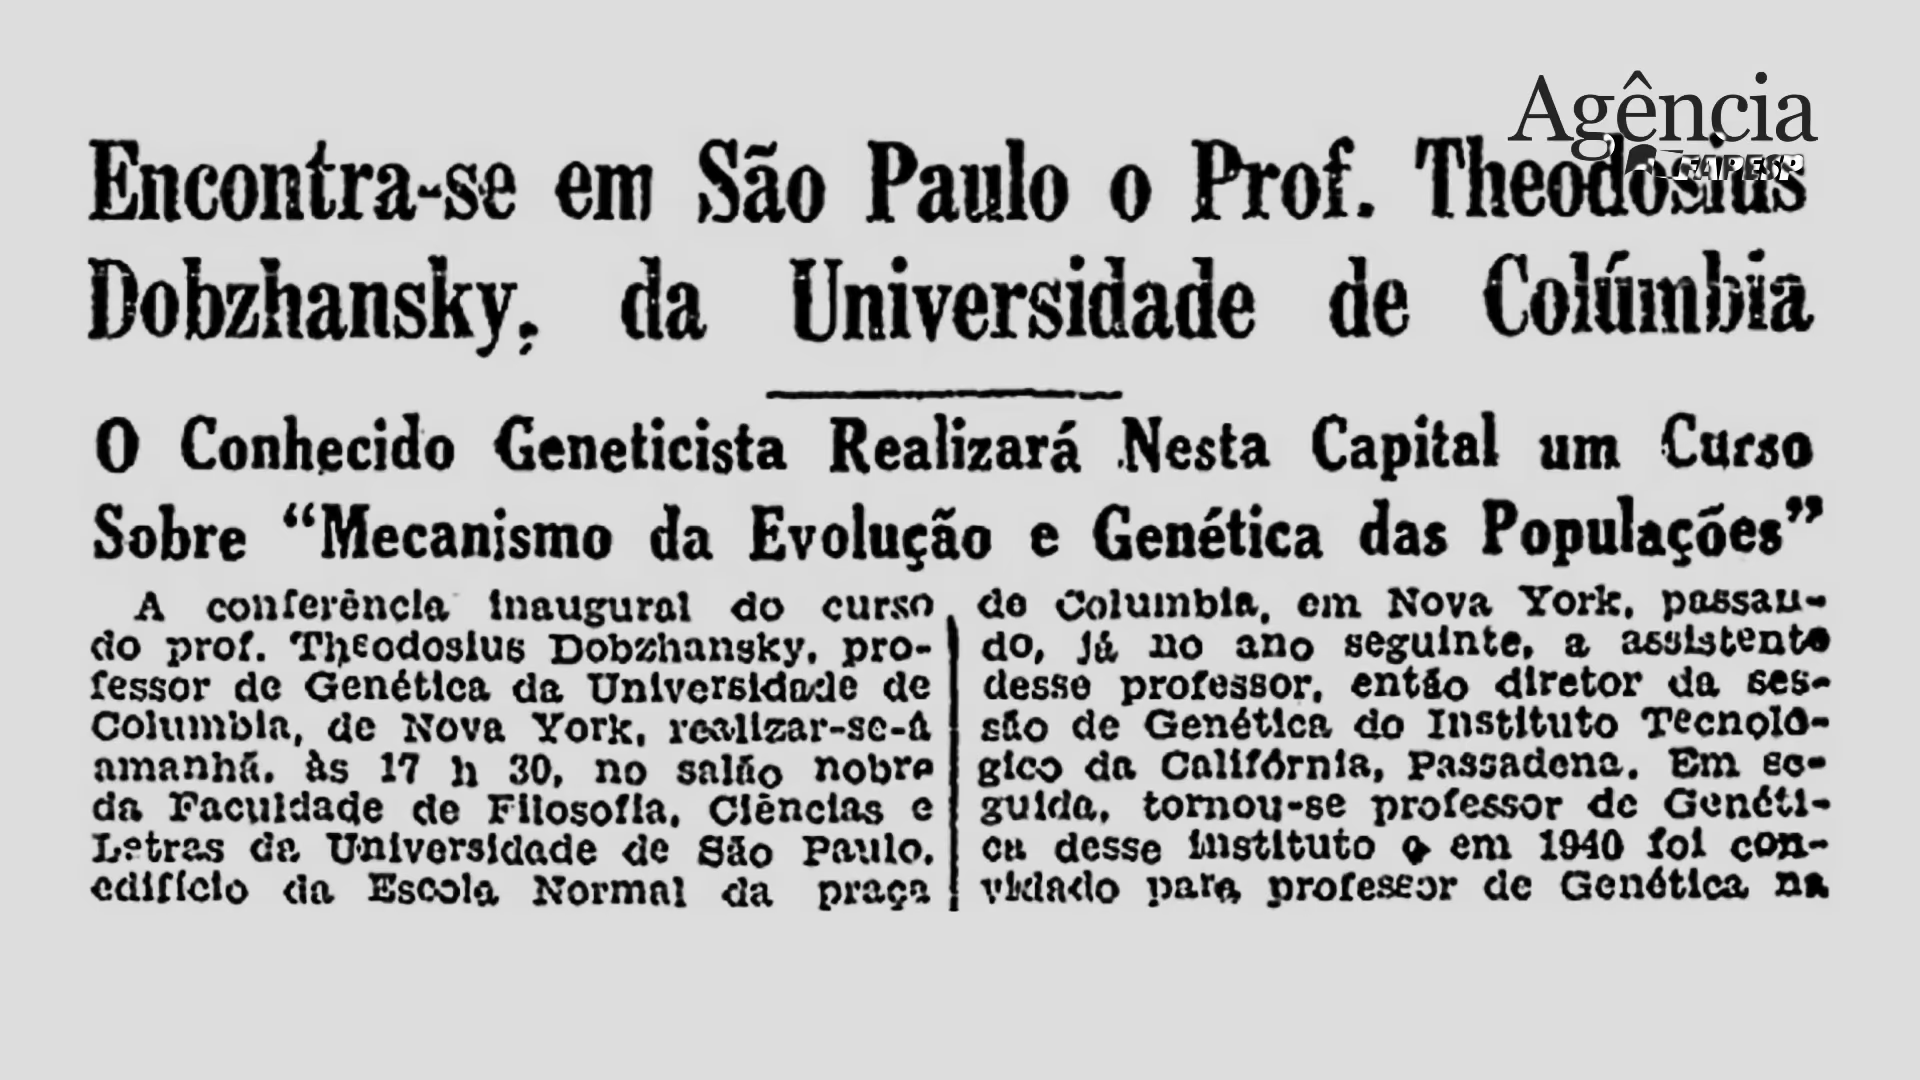 Agência
FAPESP
Encontra-se em São Paulo o Prof. Theodosius
Dobzhansky, da Universidade de Colúmbia
O Conhecido Geneticista Realizará Nesta Capital um Curso
Sobre “Mecanismo da Evolução e Genética das Populações”
A conferência inaugural do curso
do prof. Theodosius Dobzhansky, pro-
fessor de Genética da Universidade de
Columbia, de Nova York, realizar-se-á
amanhã, às 17 h 30, no salão nobre
da Faculdade de Filosofia, Ciências e
Letras da Universidade de São Paulo,
edifício da Escola Normal da praça
de Columbia, em Nova York, passan-
do, já no ano seguinte, a assistente
desse professor, então diretor da ses-
são de Genética do Instituto Tecnoló-
gico da Califórnia, Passadena. Em se-
guida, tornou-se professor de Genéti-
ca desse instituto e em 1940 foi con-
vidado para professor de Genética na